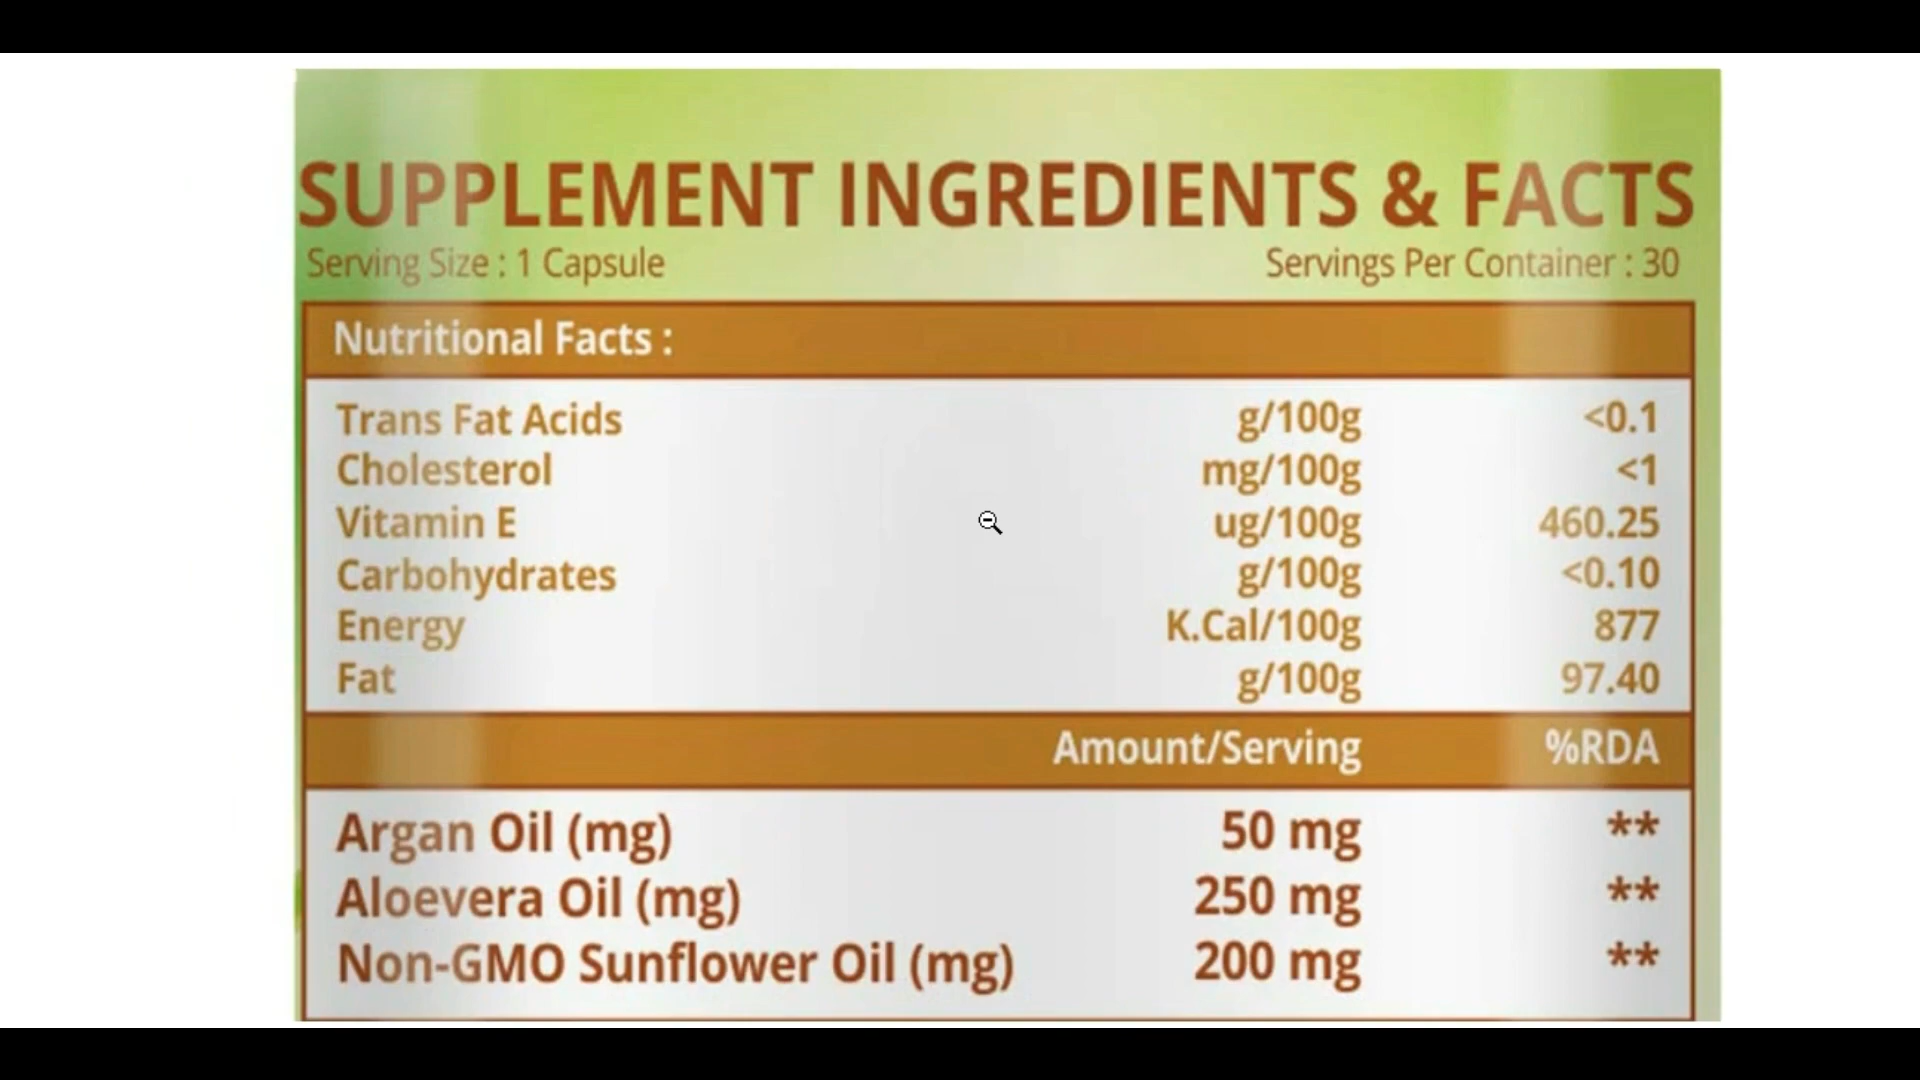 SUPPLEMENT INGREDIENTS & FACTS
Serving Size : 1 Capsule Servings Per Container : 30
Nutritional Facts :
Trans Fat Acids g/100g <0.1
Cholesterol mg/100g <1
Vitamin E ug/100g 460.25
Carbohydrates g/100g <0.10
Energy K.Cal/100g 877
Fat g/100g 97.40
Amount/Serving %RDA
Argan Oil (mg) 50 mg **
Aloevera Oil (mg) 250 mg **
Non-GMO Sunflower Oil (mg) 200 mg **